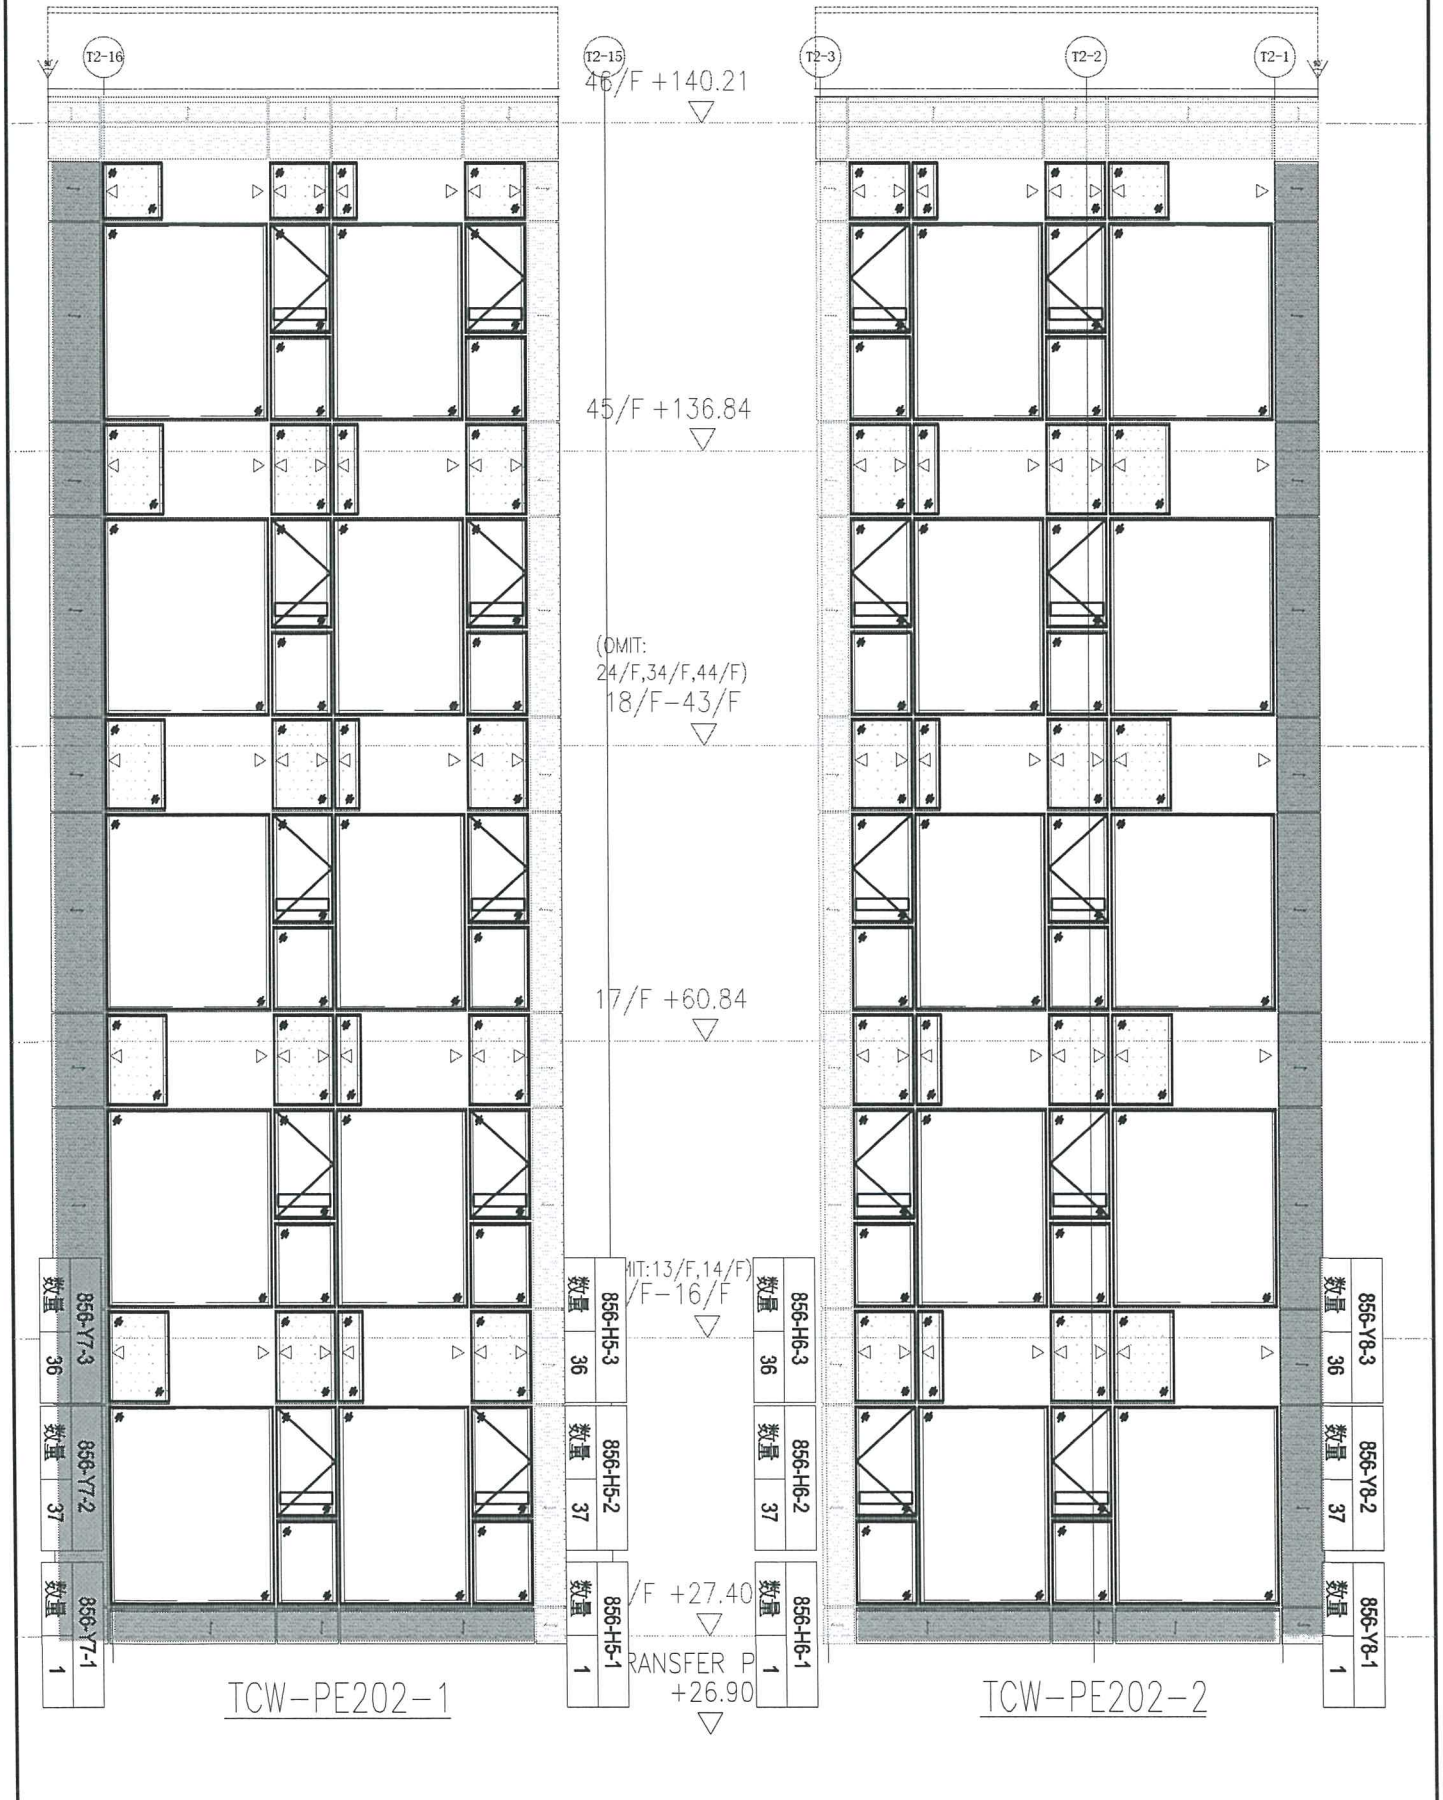 T2-16
T2-15
T2-3
T2-2
T2-1
46/F +140.21
45/F +136.84
(OMIT:
24/F,34/F,44/F)
18/F-43/F
17/F +60.84
MIT:13/F,14/F)
/F-16/F
856-Y7-3
数量 36
856-H5-3
数量 36
856-H6-3
数量 36
856-Y8-3
数量 36
856-Y7-2
数量 37
856-H5-2
数量 37
856-H6-2
数量 37
856-Y8-2
数量 37
856-Y7-1
数量 1
856-H5-1
数量 1
856-H6-1
数量 1
856-Y8-1
数量 1
/F +27.40
RANSFER P
+26.90
TCW-PE202-1
TCW-PE202-2